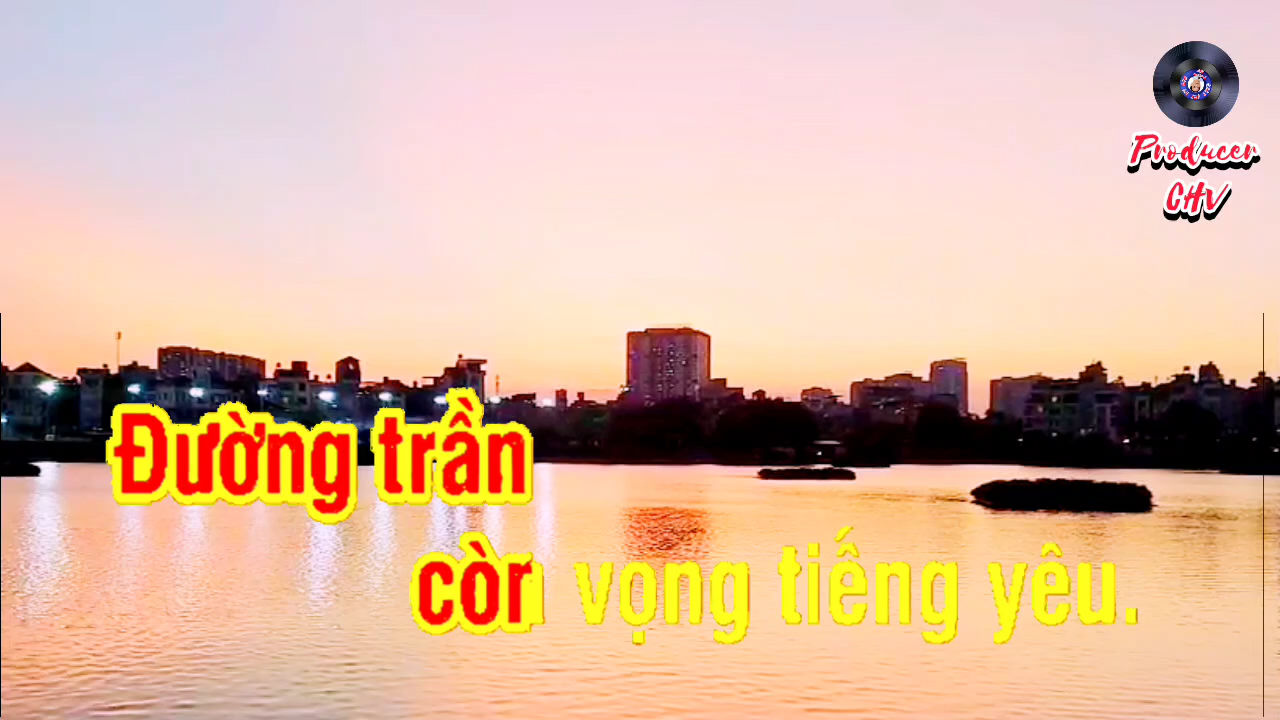 Producer
CHV
Đường trần
còn vọng tiếng yêu.